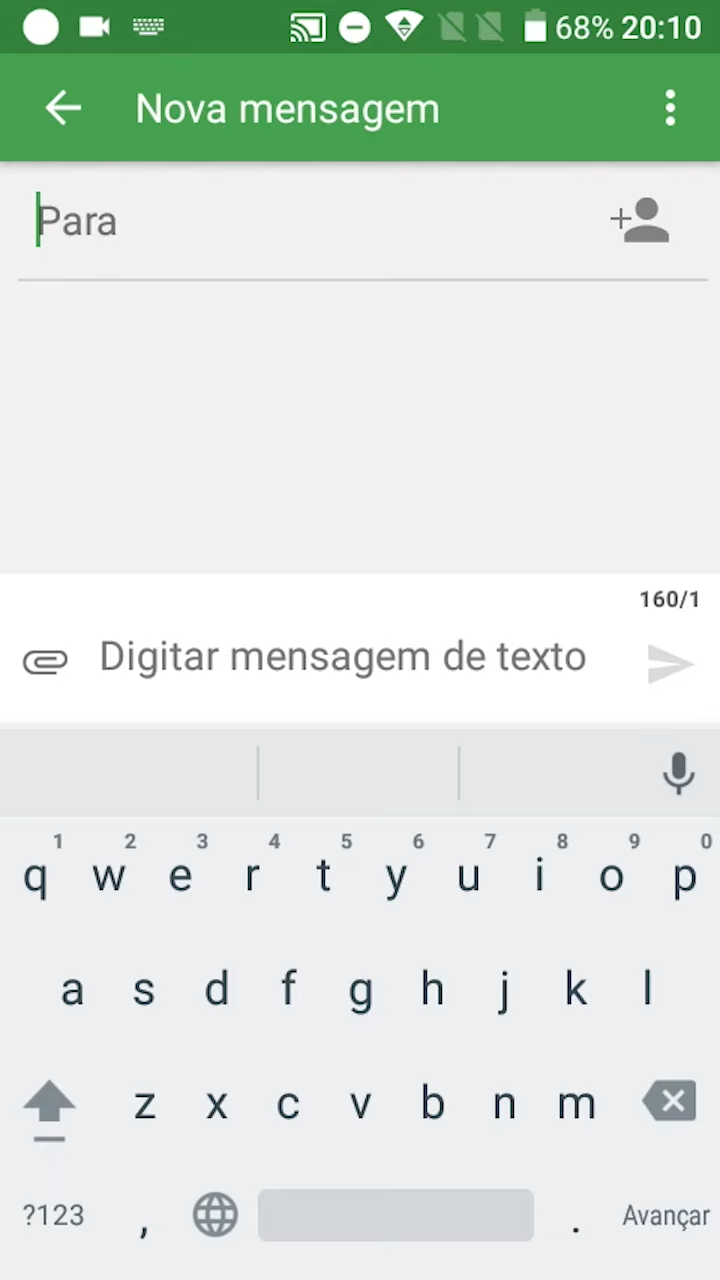 68% 20:10
Nova mensagem
Para
160/1
Digitar mensagem de texto
1 2 3 4 5 6 7 8 9 0
q w e r t y u i o p
a s d f g h j k l
z x c v b n m
?123 , . Avançar